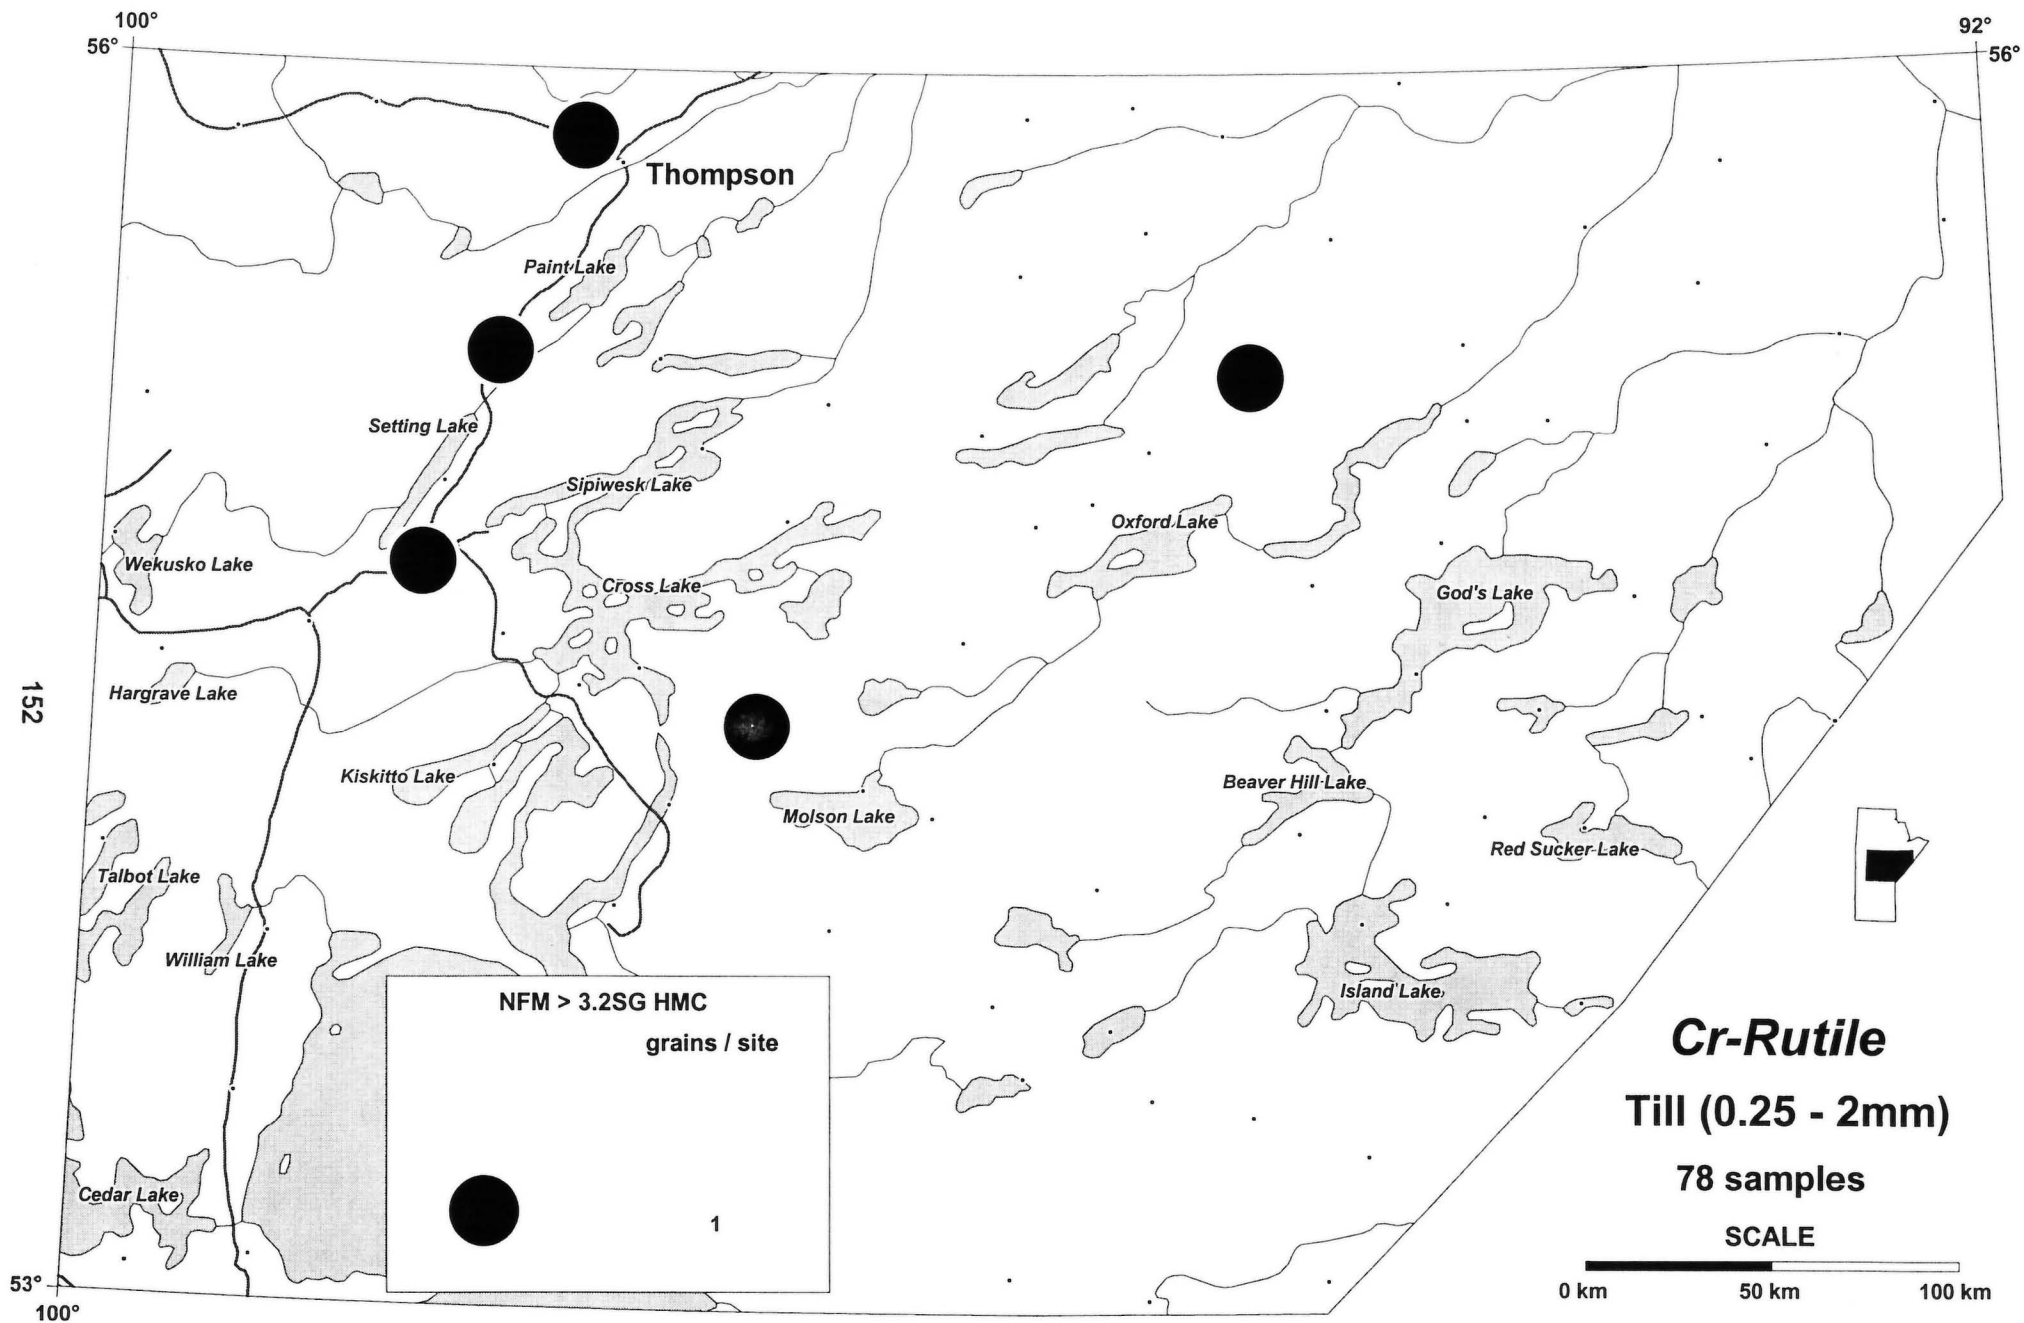 100°
92°
56°
56°
Thompson
Paint Lake
Setting Lake
Sipiwesk Lake
Oxford Lake
Wekusko Lake
Cross Lake
God's Lake
152
Hargrave Lake
Kiskitto Lake
Beaver Hill Lake
Molson Lake
Red Sucker Lake
Talbot Lake
William Lake
Island Lake
NFM > 3.2SG HMC
grains / site
1
Cr-Rutile
Till (0.25 - 2mm)
78 samples
SCALE
0 km 50 km 100 km
Cedar Lake
53°
100°